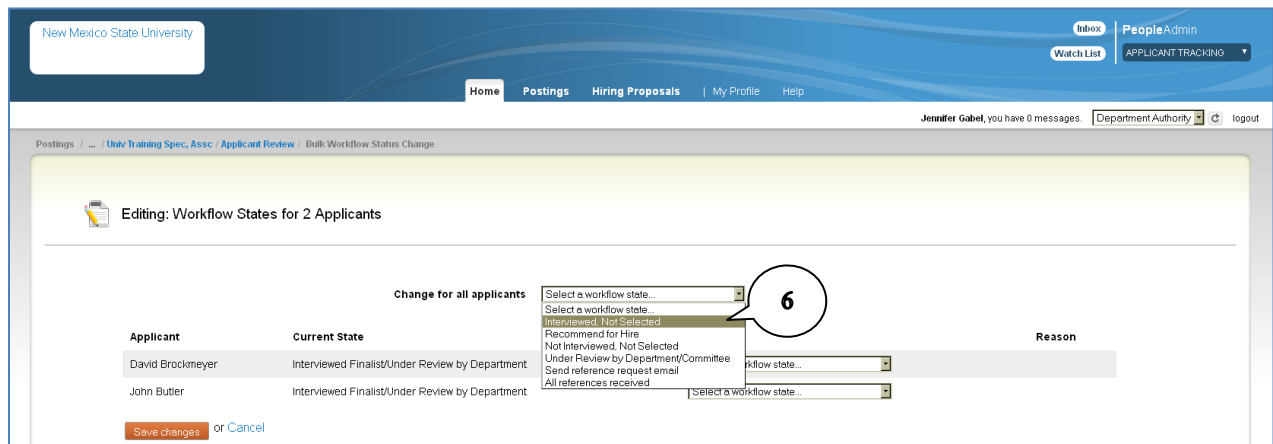 New Mexico State University
Inbox
PeopleAdmin
Watch List
APPLICANT TRACKING
Home Postings Hiring Proposals | My Profile Help
Jennifer Gabel, you have 0 messages. Department Authority logout
Postings / ... / Univ Training Spec, Assc / Applicant Review / Bulk Workflow Status Change
Editing: Workflow States for 2 Applicants
Change for all applicants Select a workflow state...
6
Select a workflow state...
Interviewed, Not Selected
Recommend for Hire
Not Interviewed, Not Selected
Under Review by Department/Committee
Send reference request email
All references received
Applicant Current State Reason
David Brockmeyer Interviewed Finalist/Under Review by Department workflow state...
John Butler Interviewed Finalist/Under Review by Department Select a workflow state...
Save changes or Cancel